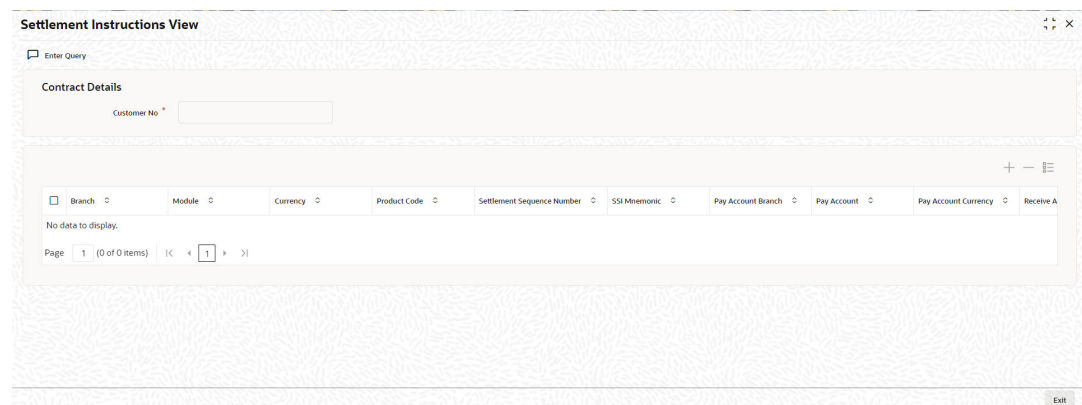 Settlement Instructions View
Enter Query
Contract Details
Customer No *
Branch Module Currency Product Code Settlement Sequence Number SSI Mnemonic Pay Account Branch Pay Account Pay Account Currency Receive A
No data to display.
Page 1 (0 of 0 items) 1
Exit